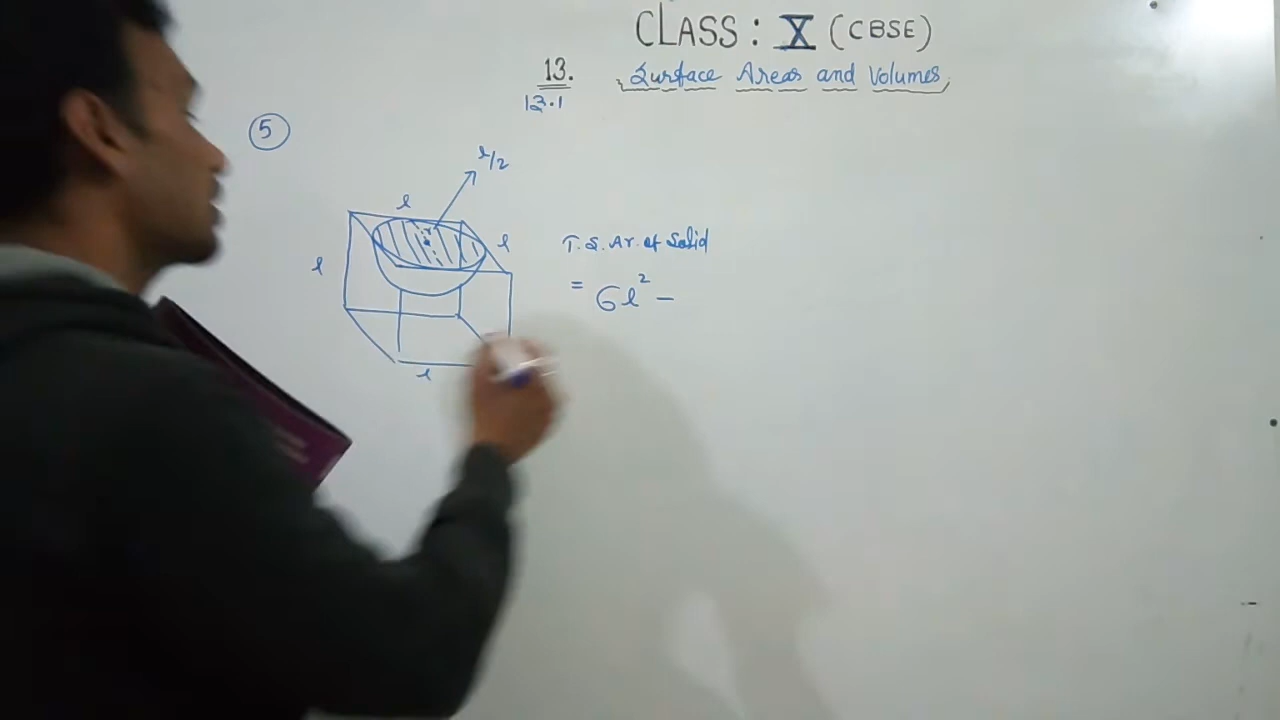 CLASS : X (CBSE)
13. Surface Areas and Volumes
13.1
5
l/2
l
l
l
l
T. S. Ar. of Solid
= 6l² –